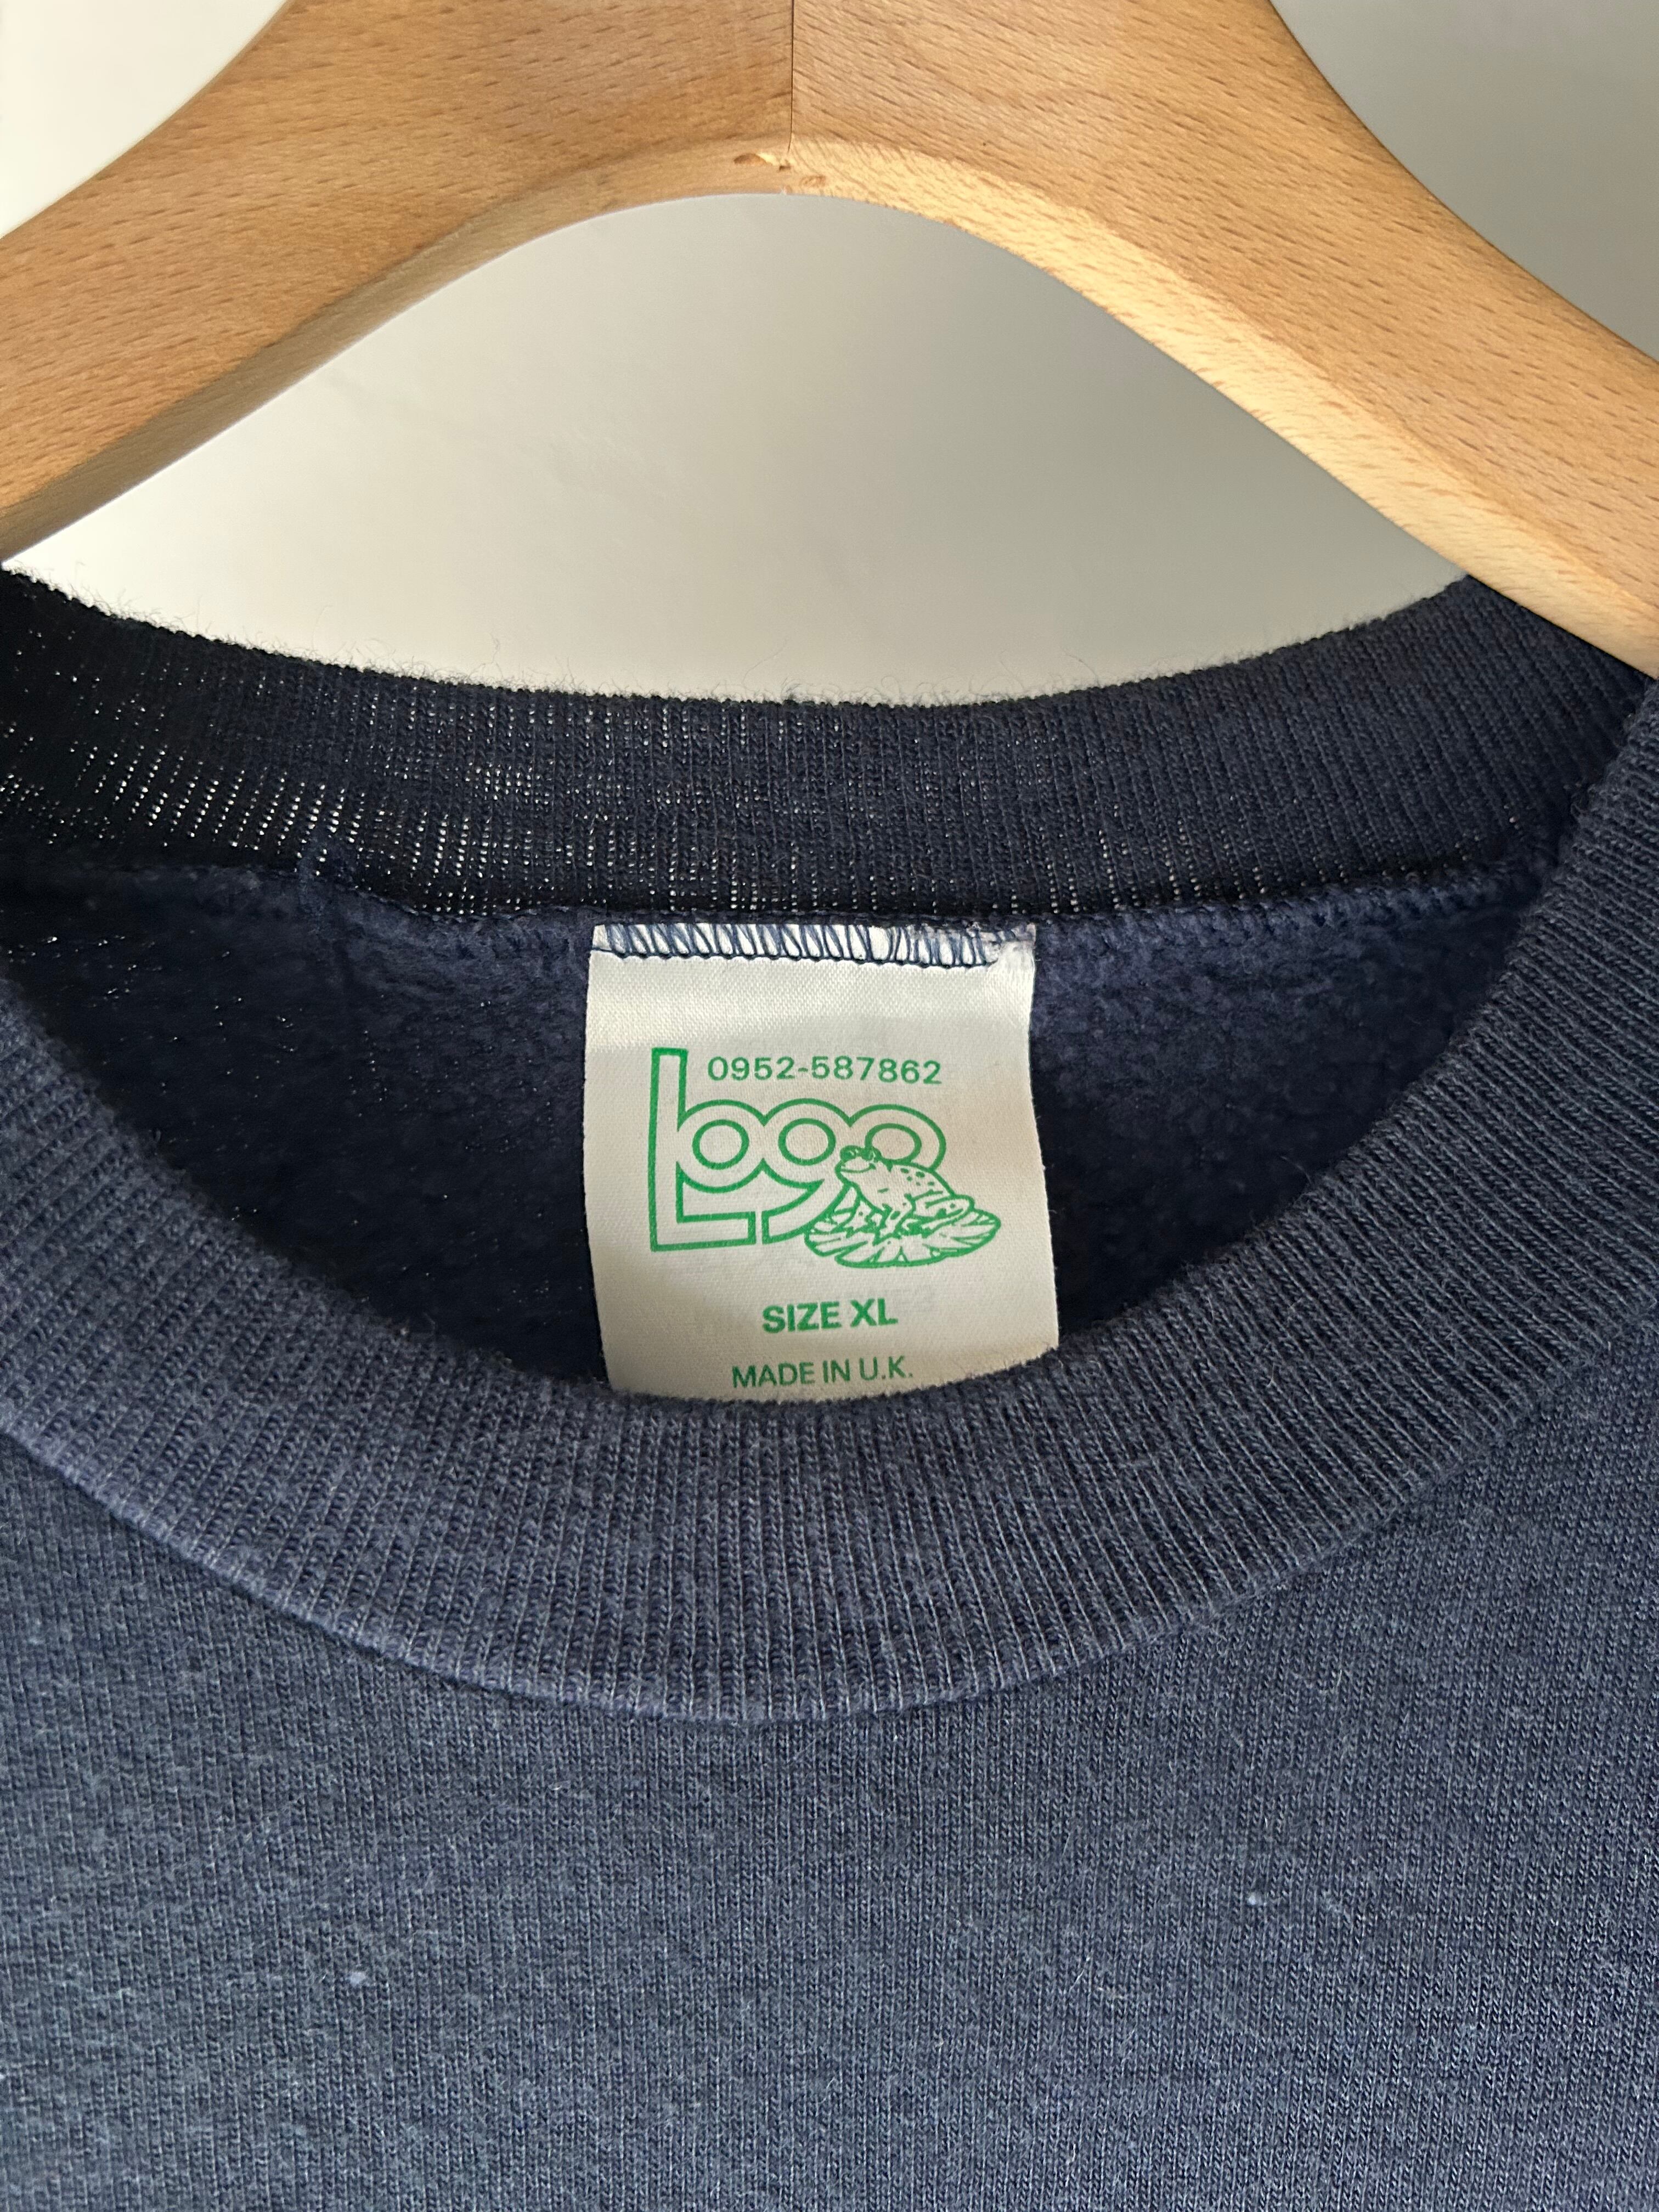 0952-587862
Logo
SIZE XL
MADE IN U.K.